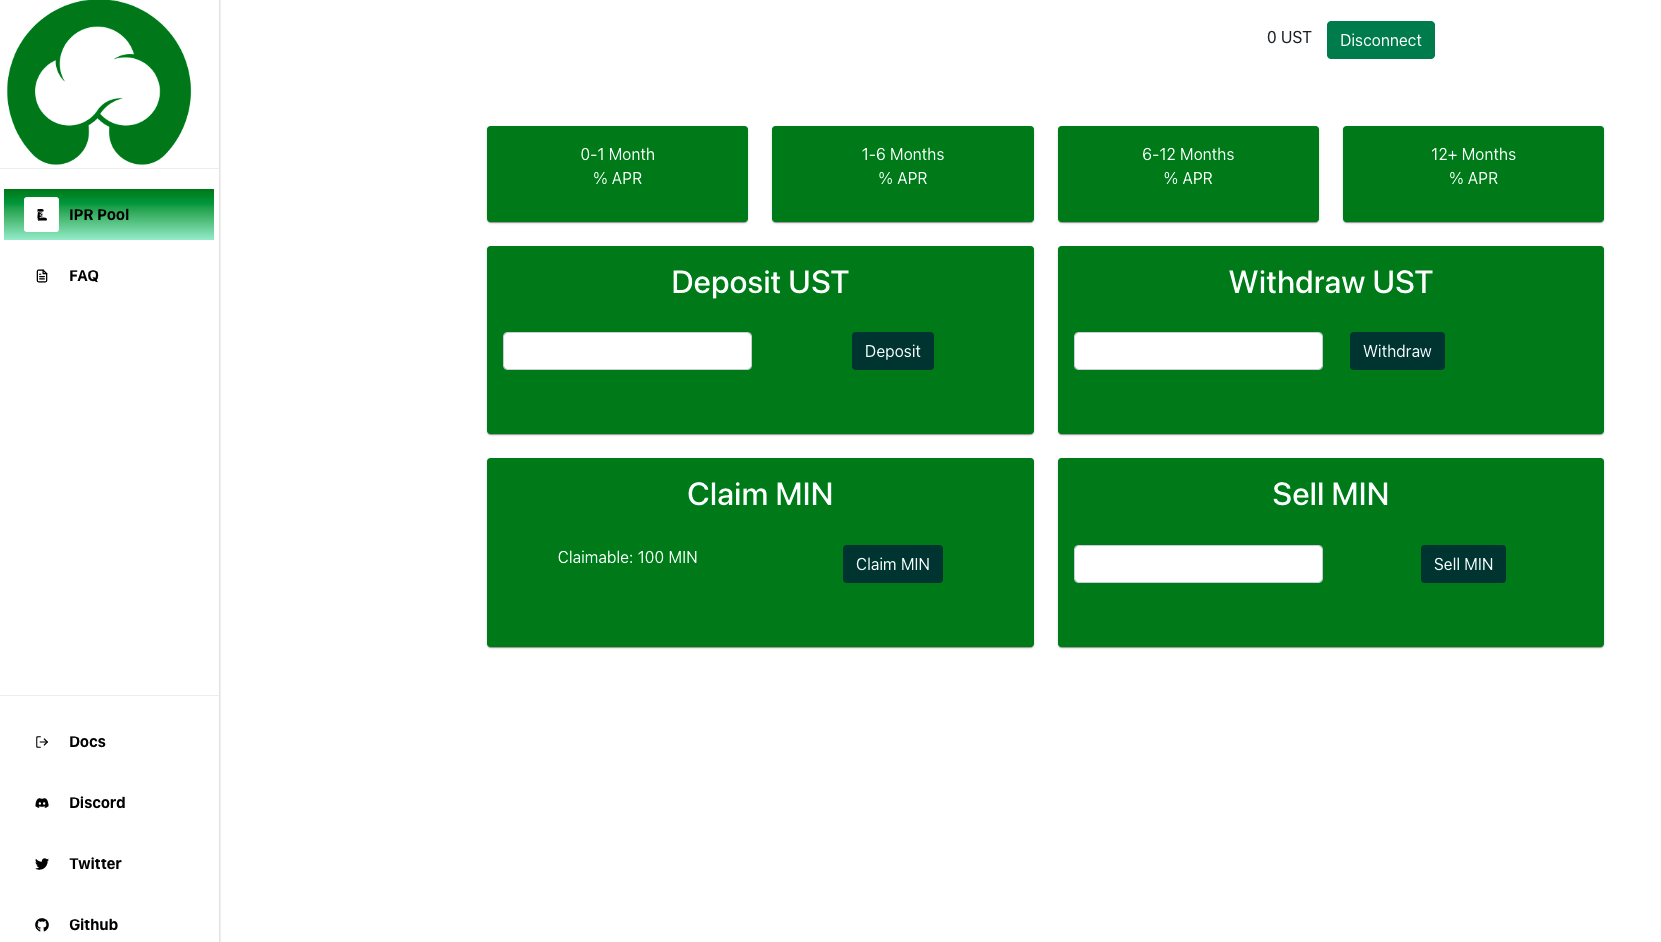 0 UST
Disconnect
IPR Pool
FAQ
Docs
Discord
Twitter
Github
0-1 Month
% APR
1-6 Months
% APR
6-12 Months
% APR
12+ Months
% APR
Deposit UST
Deposit
Withdraw UST
Withdraw
Claim MIN
Claimable: 100 MIN
Claim MIN
Sell MIN
Sell MIN